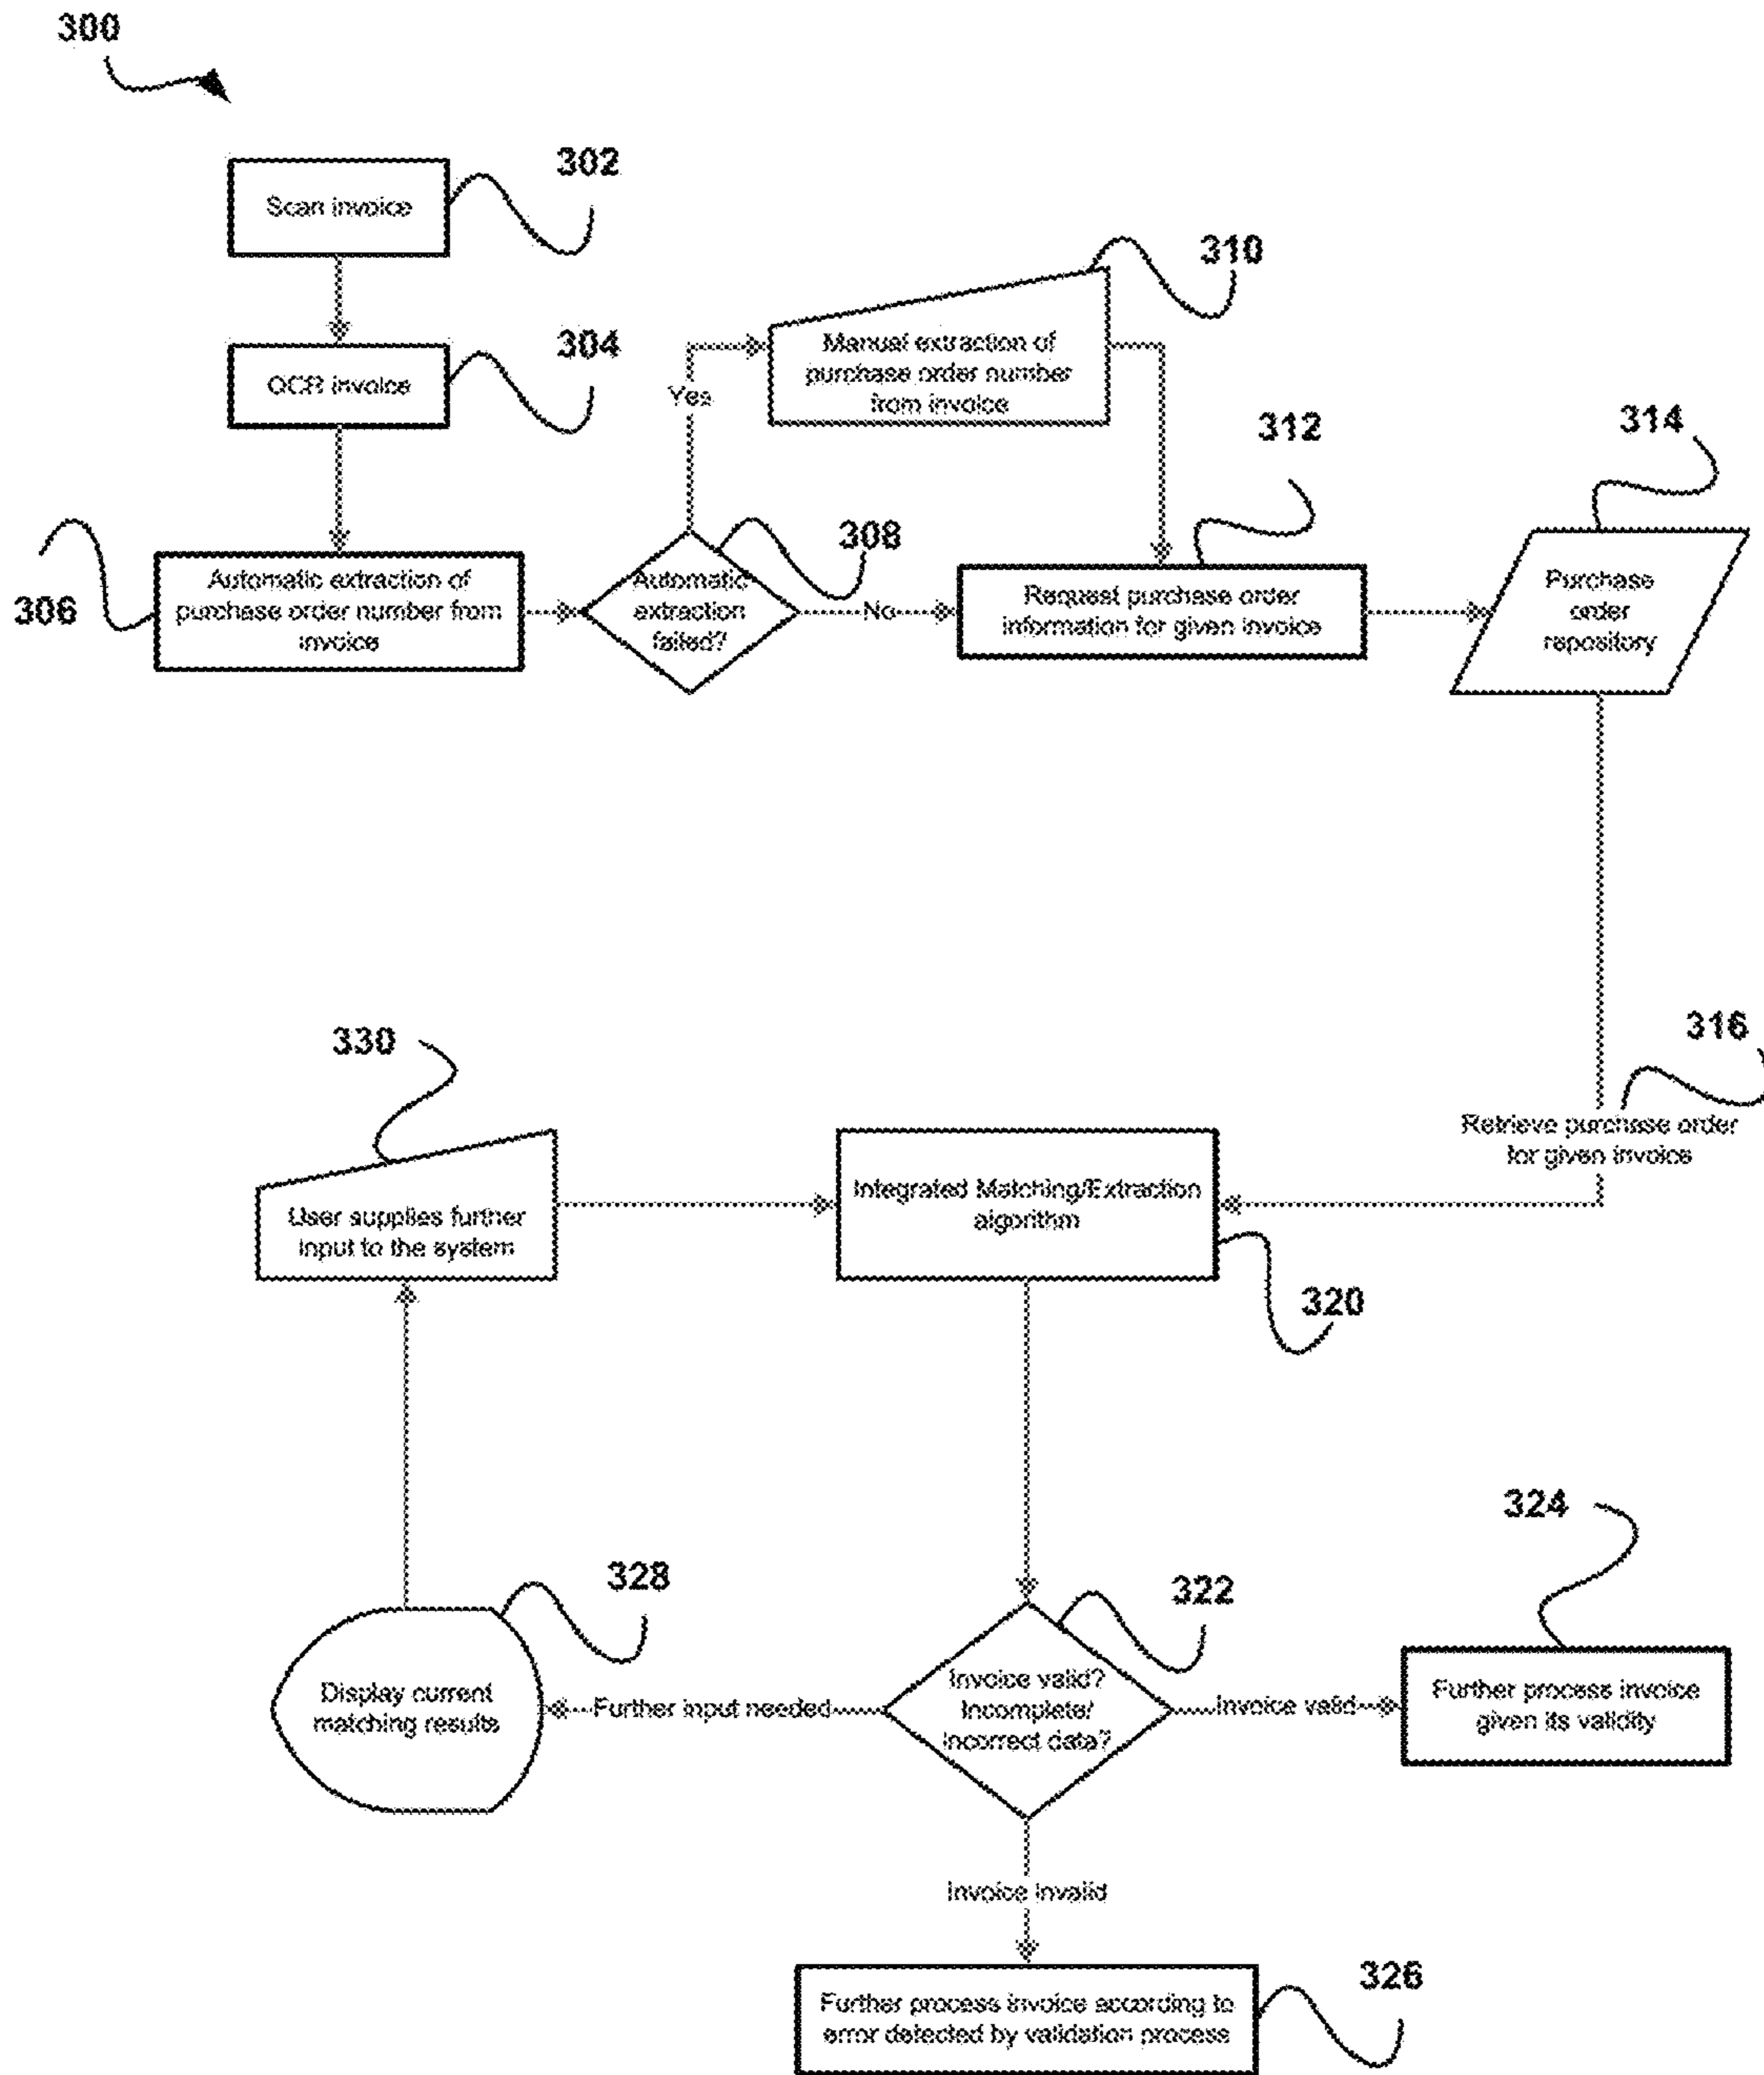 300
302
Scan invoice
304
OCR invoice
306
Automatic extraction of
purchase order number from
invoice
308
Automatic
extraction
failed?
Yes
No
310
Manual extraction of
purchase order number
from invoice
312
Request purchase order
information for given invoice
314
Purchase
order
repository
316
Retrieve purchase order
for given invoice
330
User supplies further
input to the system
Integrated Matching/Extraction
algorithm
320
328
Display current
matching results
Further input needed
322
Invoice valid?
Incomplete/
incorrect data?
Invoice valid
324
Further process invoice
given its validity
Invoice invalid
326
Further process invoice according to
error detected by validation process